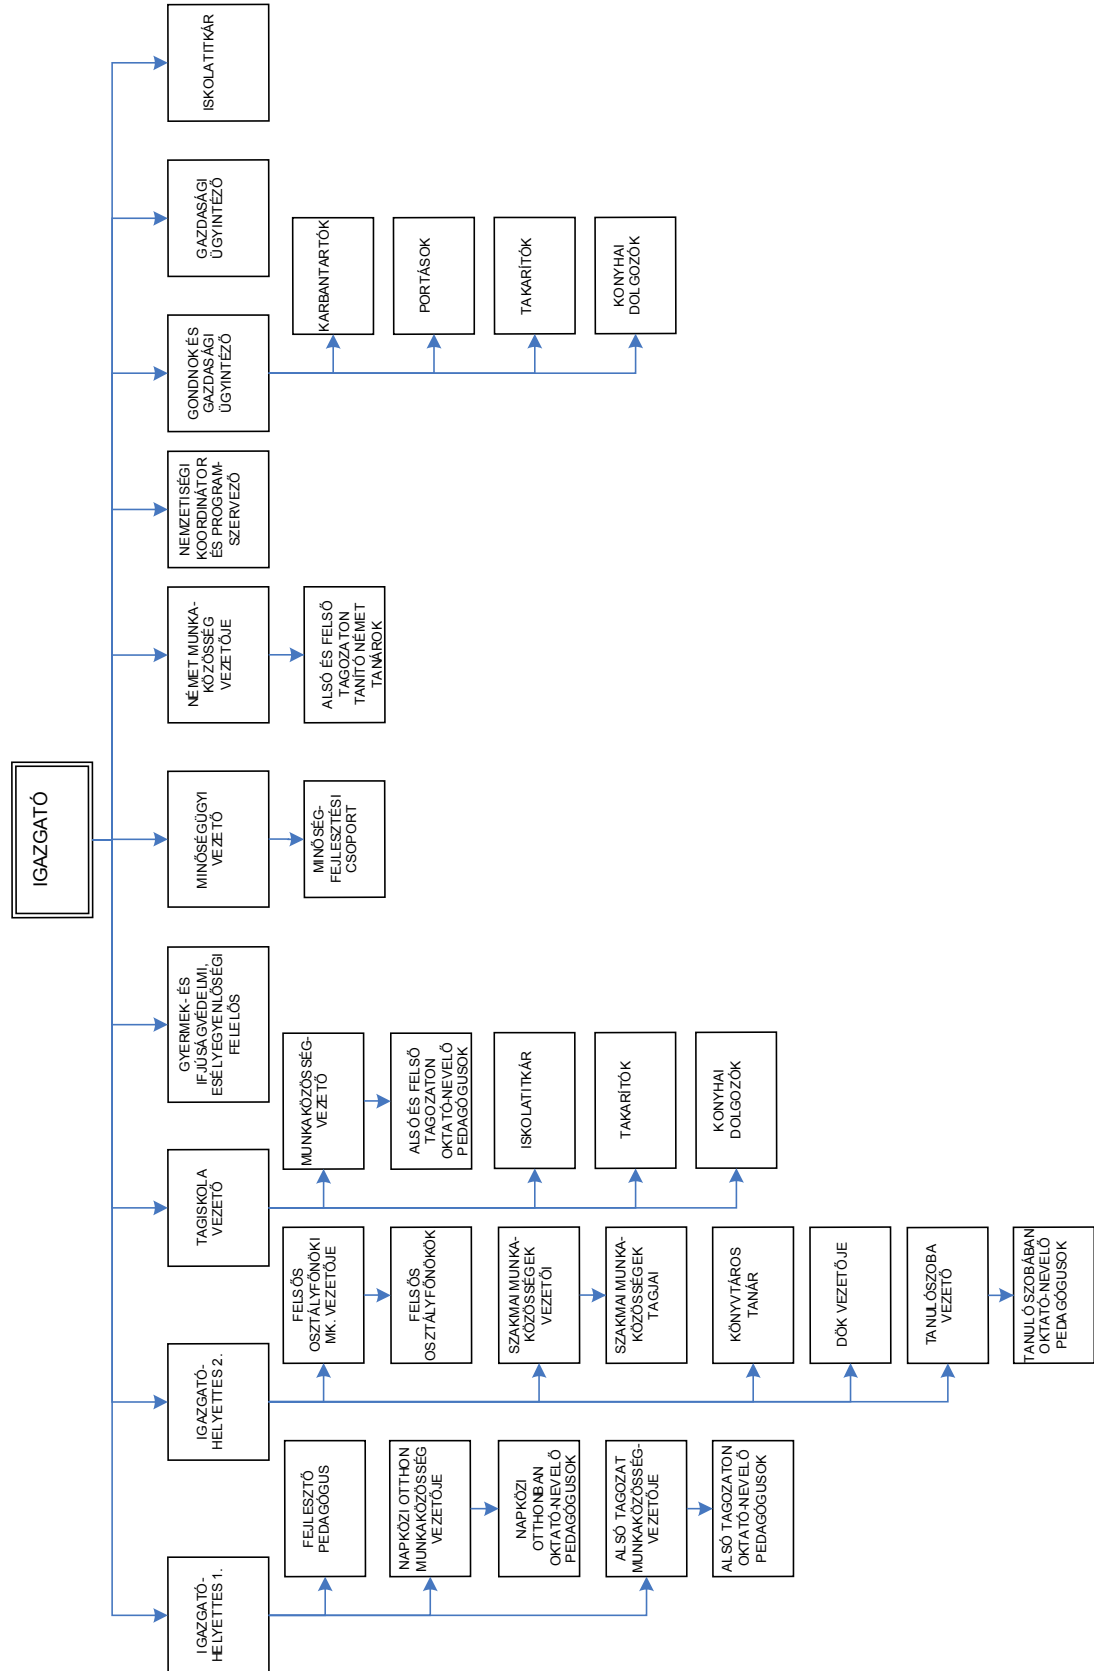 IGAZGATÓ
IGAZGATÓ-
HELYETTES 1.
IGAZGATÓ-
HELYETTES 2.
TAGISKOLA
VEZETŐ
GYERMEK- ÉS
IFJÚSÁGVÉDELMI,
ESÉLYEGYENLŐSÉGI
FELELŐS
MINŐSÉGÜGYI
VEZETŐ
NÉMET MUNKA-
KÖZÖSSÉG
VEZETŐJE
NEMZETISÉGI
KOORDINÁTOR
ÉS PROGRAM-
SZERVEZŐ
GONDNOK ÉS
GAZDASÁGI
ÜGYINTÉZŐ
GAZDASÁGI
ÜGYINTÉZŐ
ISKOLATITKÁR
FEJLESZTŐ
PEDAGÓGUS
NAPKÖZI OTTHON
MUNKAKÖZÖSSÉG
VEZETŐJE
NAPKÖZI
OTTHONBAN
OKTATÓ-NEVELŐ
PEDAGÓGUSOK
ALSÓ TAGOZAT
MUNKAKÖZÖSSÉG-
VEZETŐJE
ALSÓ TAGOZATON
OKTATÓ-NEVELŐ
PEDAGÓGUSOK
FELSŐS
OSZTÁLYFŐNÖKI
MK. VEZETŐJE
FELSŐS
OSZTÁLYFŐNÖKÖK
SZAKMAI MUNKA-
KÖZÖSSÉGEK
VEZETŐI
SZAKMAI MUNKA-
KÖZÖSSÉGEK
TAGJAI
KÖNYVTÁROS
TANÁR
DÖK VEZETŐJE
TANULÓSZOBA
VEZETŐ
TANULÓ SZOBÁBAN
OKTATÓ-NEVELŐ
PEDAGÓGUSOK
MUNKAKÖZÖSSÉG-
VEZETŐ
ALSÓ ÉS FELSŐ
TAGOZATON
OKTATÓ-NEVELŐ
PEDAGÓGUSOK
ISKOLATITKÁR
TAKARÍTÓK
KONYHAI
DOLGOZÓK
MINŐSÉG-
FEJLESZTÉSI
CSOPORT
ALSÓ ÉS FELSŐ
TAGOZATON
TANÍTÓ NÉMET
TANÁROK
KARBANTARTÓK
PORTÁSOK
TAKARÍTÓK
KONYHAI
DOLGOZÓK